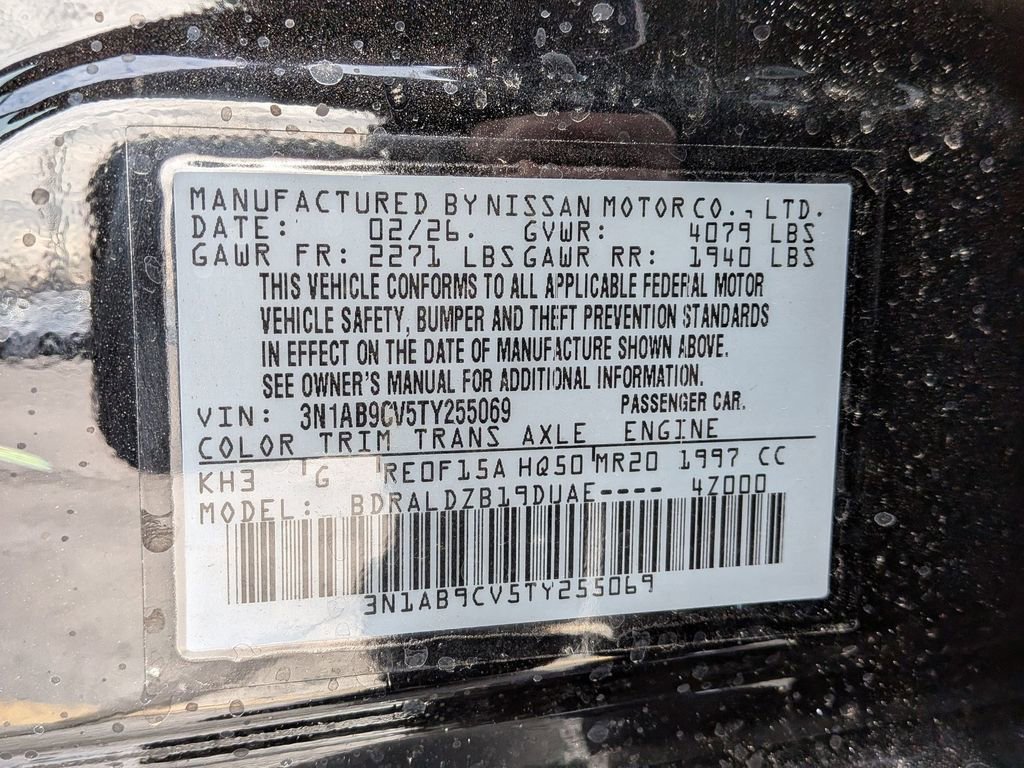 MANUFACTURED BY NISSAN MOTOR CO., LTD.
DATE: 02/26. GVWR: 4079 LBS
GAWR FR: 2271 LBS GAWR RR: 1940 LBS
THIS VEHICLE CONFORMS TO ALL APPLICABLE FEDERAL MOTOR
VEHICLE SAFETY, BUMPER AND THEFT PREVENTION STANDARDS
IN EFFECT ON THE DATE OF MANUFACTURE SHOWN ABOVE.
SEE OWNER'S MANUAL FOR ADDITIONAL INFORMATION.
VIN: 3N1AB9CV5TY255069 PASSENGER CAR.
COLOR TRIM TRANS AXLE ENGINE
KH3 G RE0F15A HQ50 MR20 1997 CC
MODEL: BDRALDZB19DUAE---- 4Z000
3N1AB9CV5TY255069